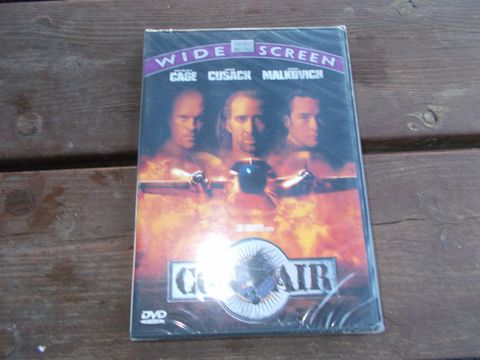 WIDE SCREEN
CAGE CUSACK MALKOVICH
CON AIR
DVD